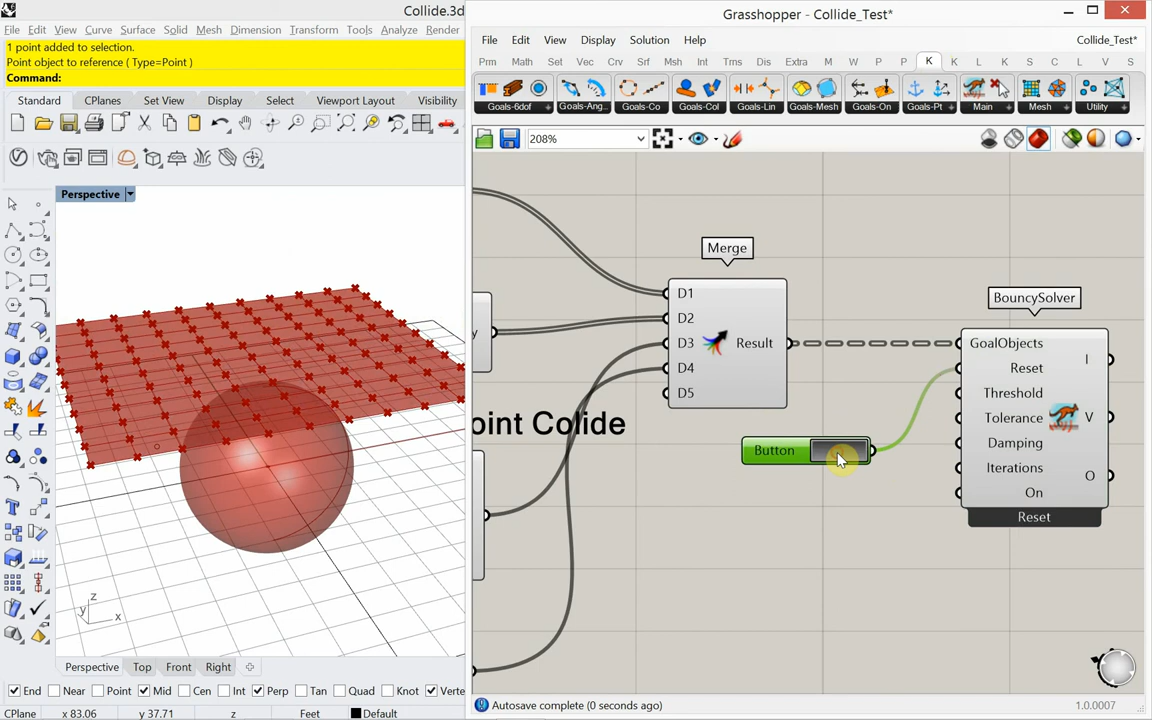 Collide.3d
File Edit View Curve Surface Solid Mesh Dimension Transform Tools Analyze Render
1 point added to selection.
Point object to reference ( Type=Point )
Command:
Standard CPlanes Set View Display Select Viewport Layout Visibility
Perspective
z
y
x
Perspective Top Front Right
End Near Point Mid Cen Int Perp Tan Quad Knot Verte
CPlane x 83.06 y 37.71 z Feet Default
Grasshopper - Collide_Test*
File Edit View Display Solution Help Collide_Test*
Prm Math Set Vec Crv Srf Msh Int Trns Dis Extra M W P P K K L K C L V S
Goals-6dof Goals-Ang... Goals-Co Goals-Col Goals-Lin Goals-Mesh Goals-On Goals-Pt Main Mesh Utility
208%
Merge
D1
D2
D3
D4
D5
Result
y
oint Colide
Button
BouncySolver
GoalObjects
Reset
Threshold
Tolerance
Damping
Iterations
On
I
V
O
Reset
Autosave complete (0 seconds ago) 1.0.0007